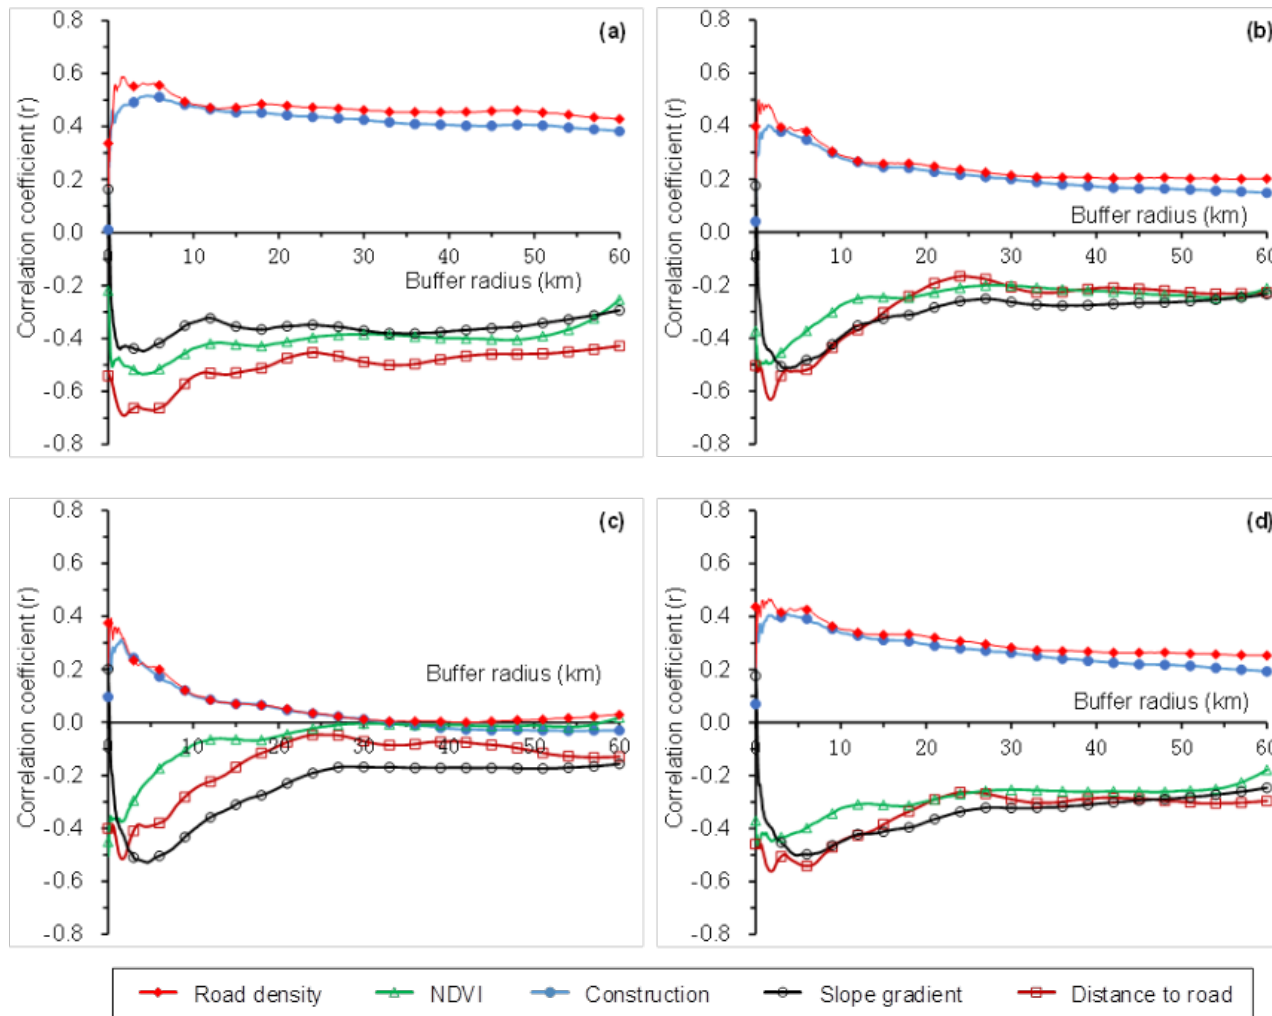 (a)
0.8
0.6
0.4
0.2
0.0
-0.2
-0.4
-0.6
-0.8
0 10 20 30 40 50 60
Correlation coefficient (r)
Buffer radius (km)
(b)
0.8
0.6
0.4
0.2
0.0
-0.2
-0.4
-0.6
-0.8
0 10 20 30 40 50 60
Correlation coefficient (r)
Buffer radius (km)
(c)
0.8
0.6
0.4
0.2
0.0
-0.2
-0.4
-0.6
-0.8
0 10 20 30 40 50 60
Correlation coefficient (r)
Buffer radius (km)
(d)
0.8
0.6
0.4
0.2
0.0
-0.2
-0.4
-0.6
-0.8
0 10 20 30 40 50 60
Correlation coefficient (r)
Buffer radius (km)
Road density NDVI Construction Slope gradient Distance to road